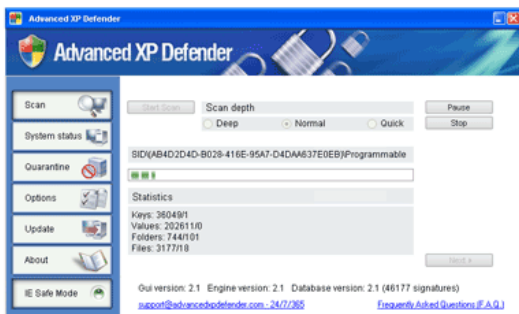 Advanced XP Defender
Advanced XP Defender
Scan
System status
Quarantine
Options
Update
About
IE Safe Mode
Start Scan
Scan depth
Deep
Normal
Quick
Pause
Stop
SID\{AB4D2D4D-B028-416E-95A7-D4DAA637E0EB}\Programmable
Statistics
Keys: 36049/1
Values: 202611/0
Folders: 744/101
Files: 3177/18
Next
Gui version: 2.1 Engine version: 2.1 Database version: 2.1 (46177 signatures)
support@advancedxpdefender.com - 24/7/365
Frequently Asked Questions (F.A.Q.)